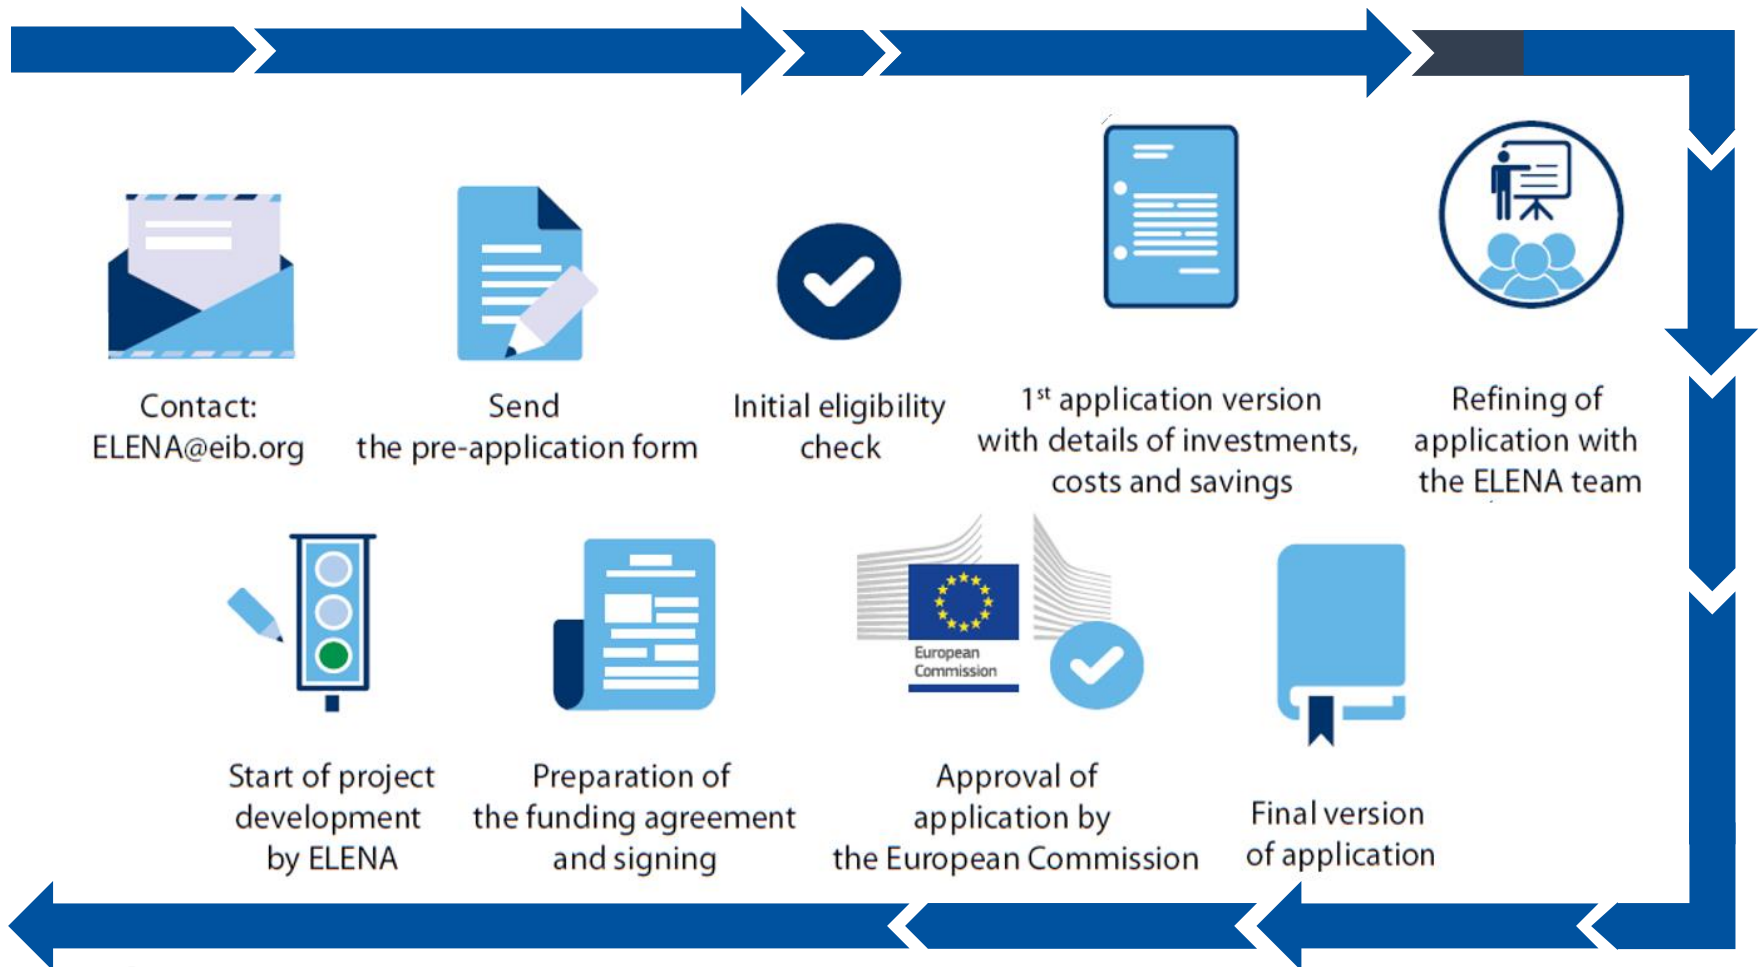 Contact:
ELENA@eib.org
Send
the pre-application form
Initial eligibility
check
1st application version
with details of investments,
costs and savings
Refining of
application with
the ELENA team
Start of project
development
by ELENA
Preparation of
the funding agreement
and signing
European
Commission
Approval of
application by
the European Commission
Final version
of application